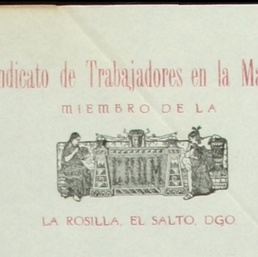 ndicato de Trabajadores en la Ma
MIEMBRO DE LA
CROM
LA ROSILLA, EL SALTO, DGO.